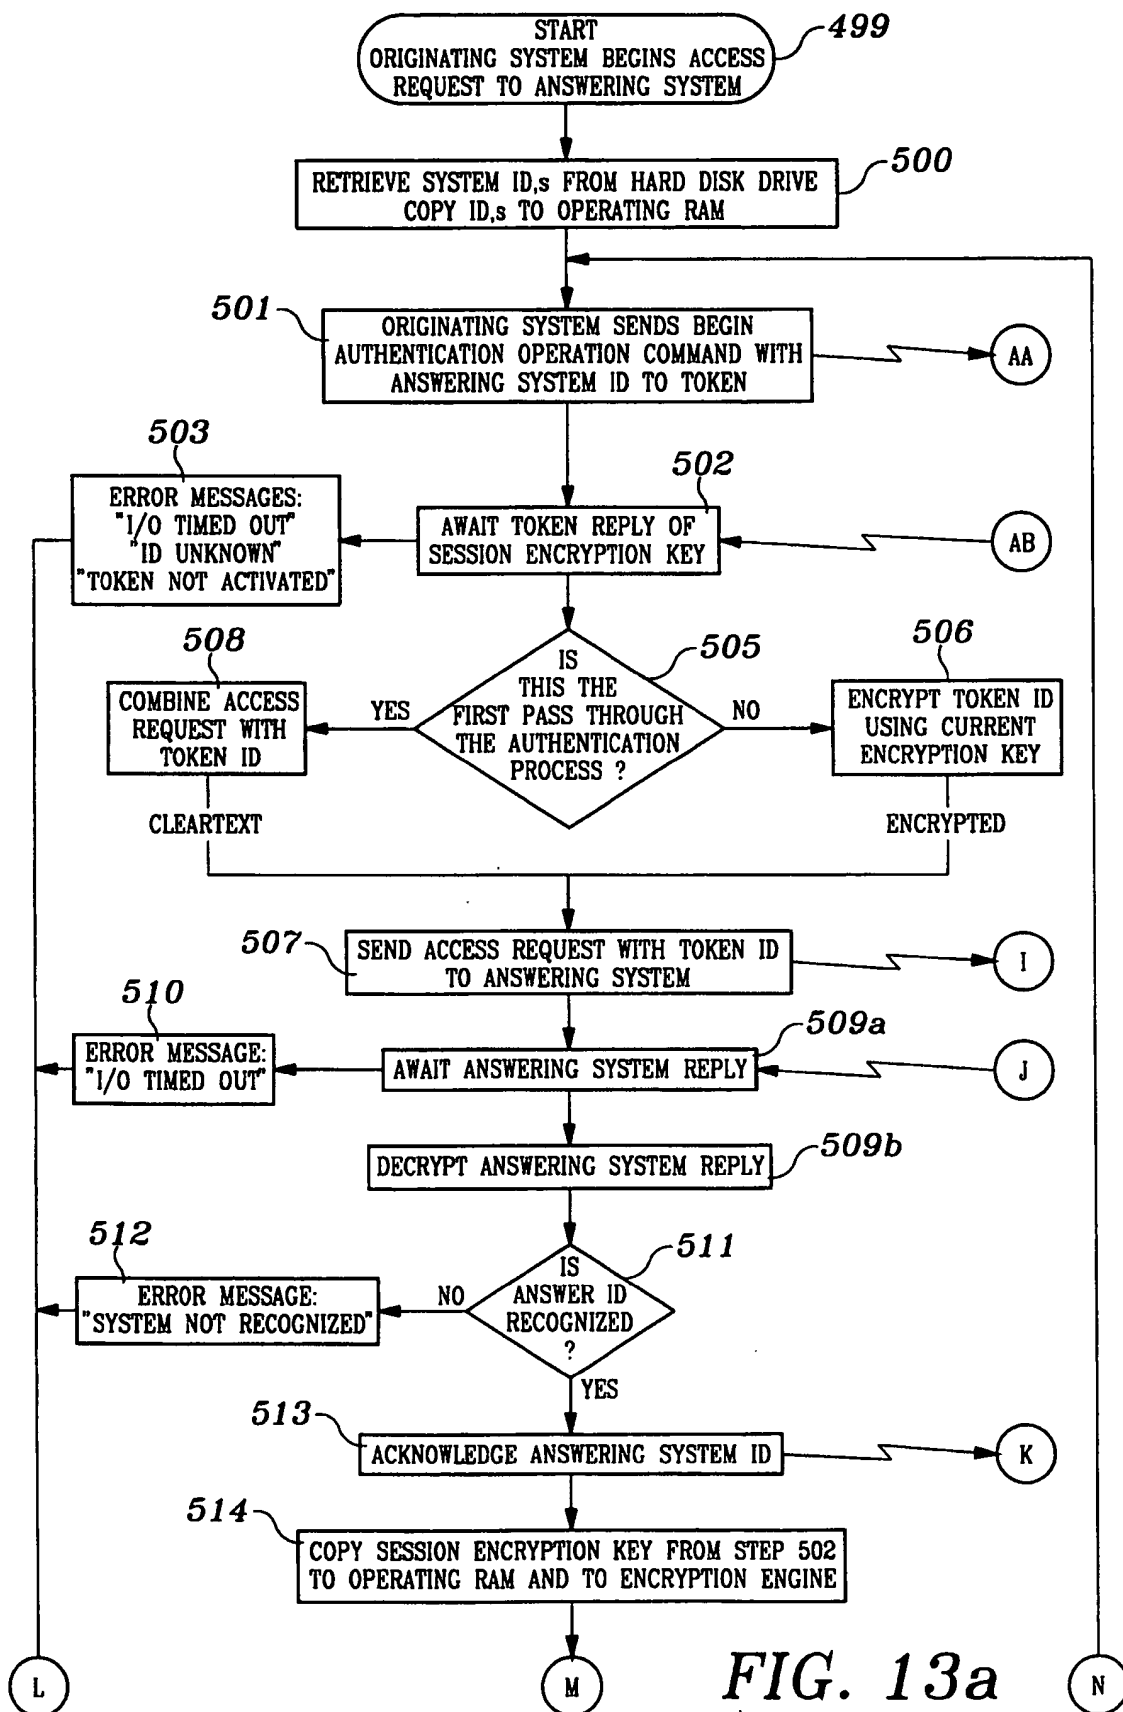 START
ORIGINATING SYSTEM BEGINS ACCESS
REQUEST TO ANSWERING SYSTEM
499
RETRIEVE SYSTEM ID,s FROM HARD DISK DRIVE
COPY ID,s TO OPERATING RAM
500
501
ORIGINATING SYSTEM SENDS BEGIN
AUTHENTICATION OPERATION COMMAND WITH
ANSWERING SYSTEM ID TO TOKEN
AA
503
ERROR MESSAGES:
"I/O TIMED OUT"
"ID UNKNOWN"
"TOKEN NOT ACTIVATED"
502
AWAIT TOKEN REPLY OF
SESSION ENCRYPTION KEY
AB
508
COMBINE ACCESS
REQUEST WITH
TOKEN ID
YES
IS
THIS THE
FIRST PASS THROUGH
THE AUTHENTICATION
PROCESS ?
505
NO
506
ENCRYPT TOKEN ID
USING CURRENT
ENCRYPTION KEY
CLEARTEXT
ENCRYPTED
507
SEND ACCESS REQUEST WITH TOKEN ID
TO ANSWERING SYSTEM
I
510
ERROR MESSAGE:
"I/O TIMED OUT"
509a
AWAIT ANSWERING SYSTEM REPLY
J
DECRYPT ANSWERING SYSTEM REPLY
509b
512
ERROR MESSAGE:
"SYSTEM NOT RECOGNIZED"
NO
IS
ANSWER ID
RECOGNIZED
?
511
YES
513
ACKNOWLEDGE ANSWERING SYSTEM ID
K
514
COPY SESSION ENCRYPTION KEY FROM STEP 502
TO OPERATING RAM AND TO ENCRYPTION ENGINE
L
M
FIG. 13a
N